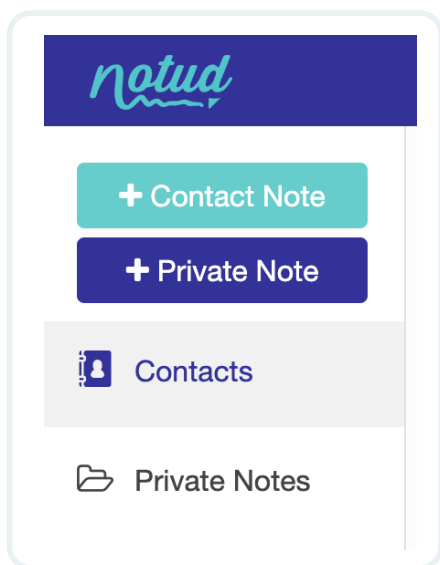 notud
+ Contact Note
+ Private Note
Contacts
Private Notes